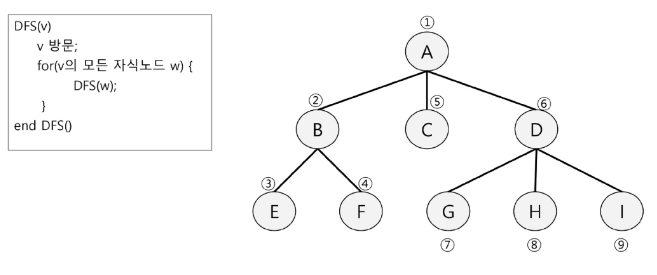 DFS(v)
v 방문;
for(v의 모든 자식노드 w) {
DFS(w);
}
end DFS()
①
A
② ⑤ ⑥
B C D
③ ④
E F G H I
⑦ ⑧ ⑨